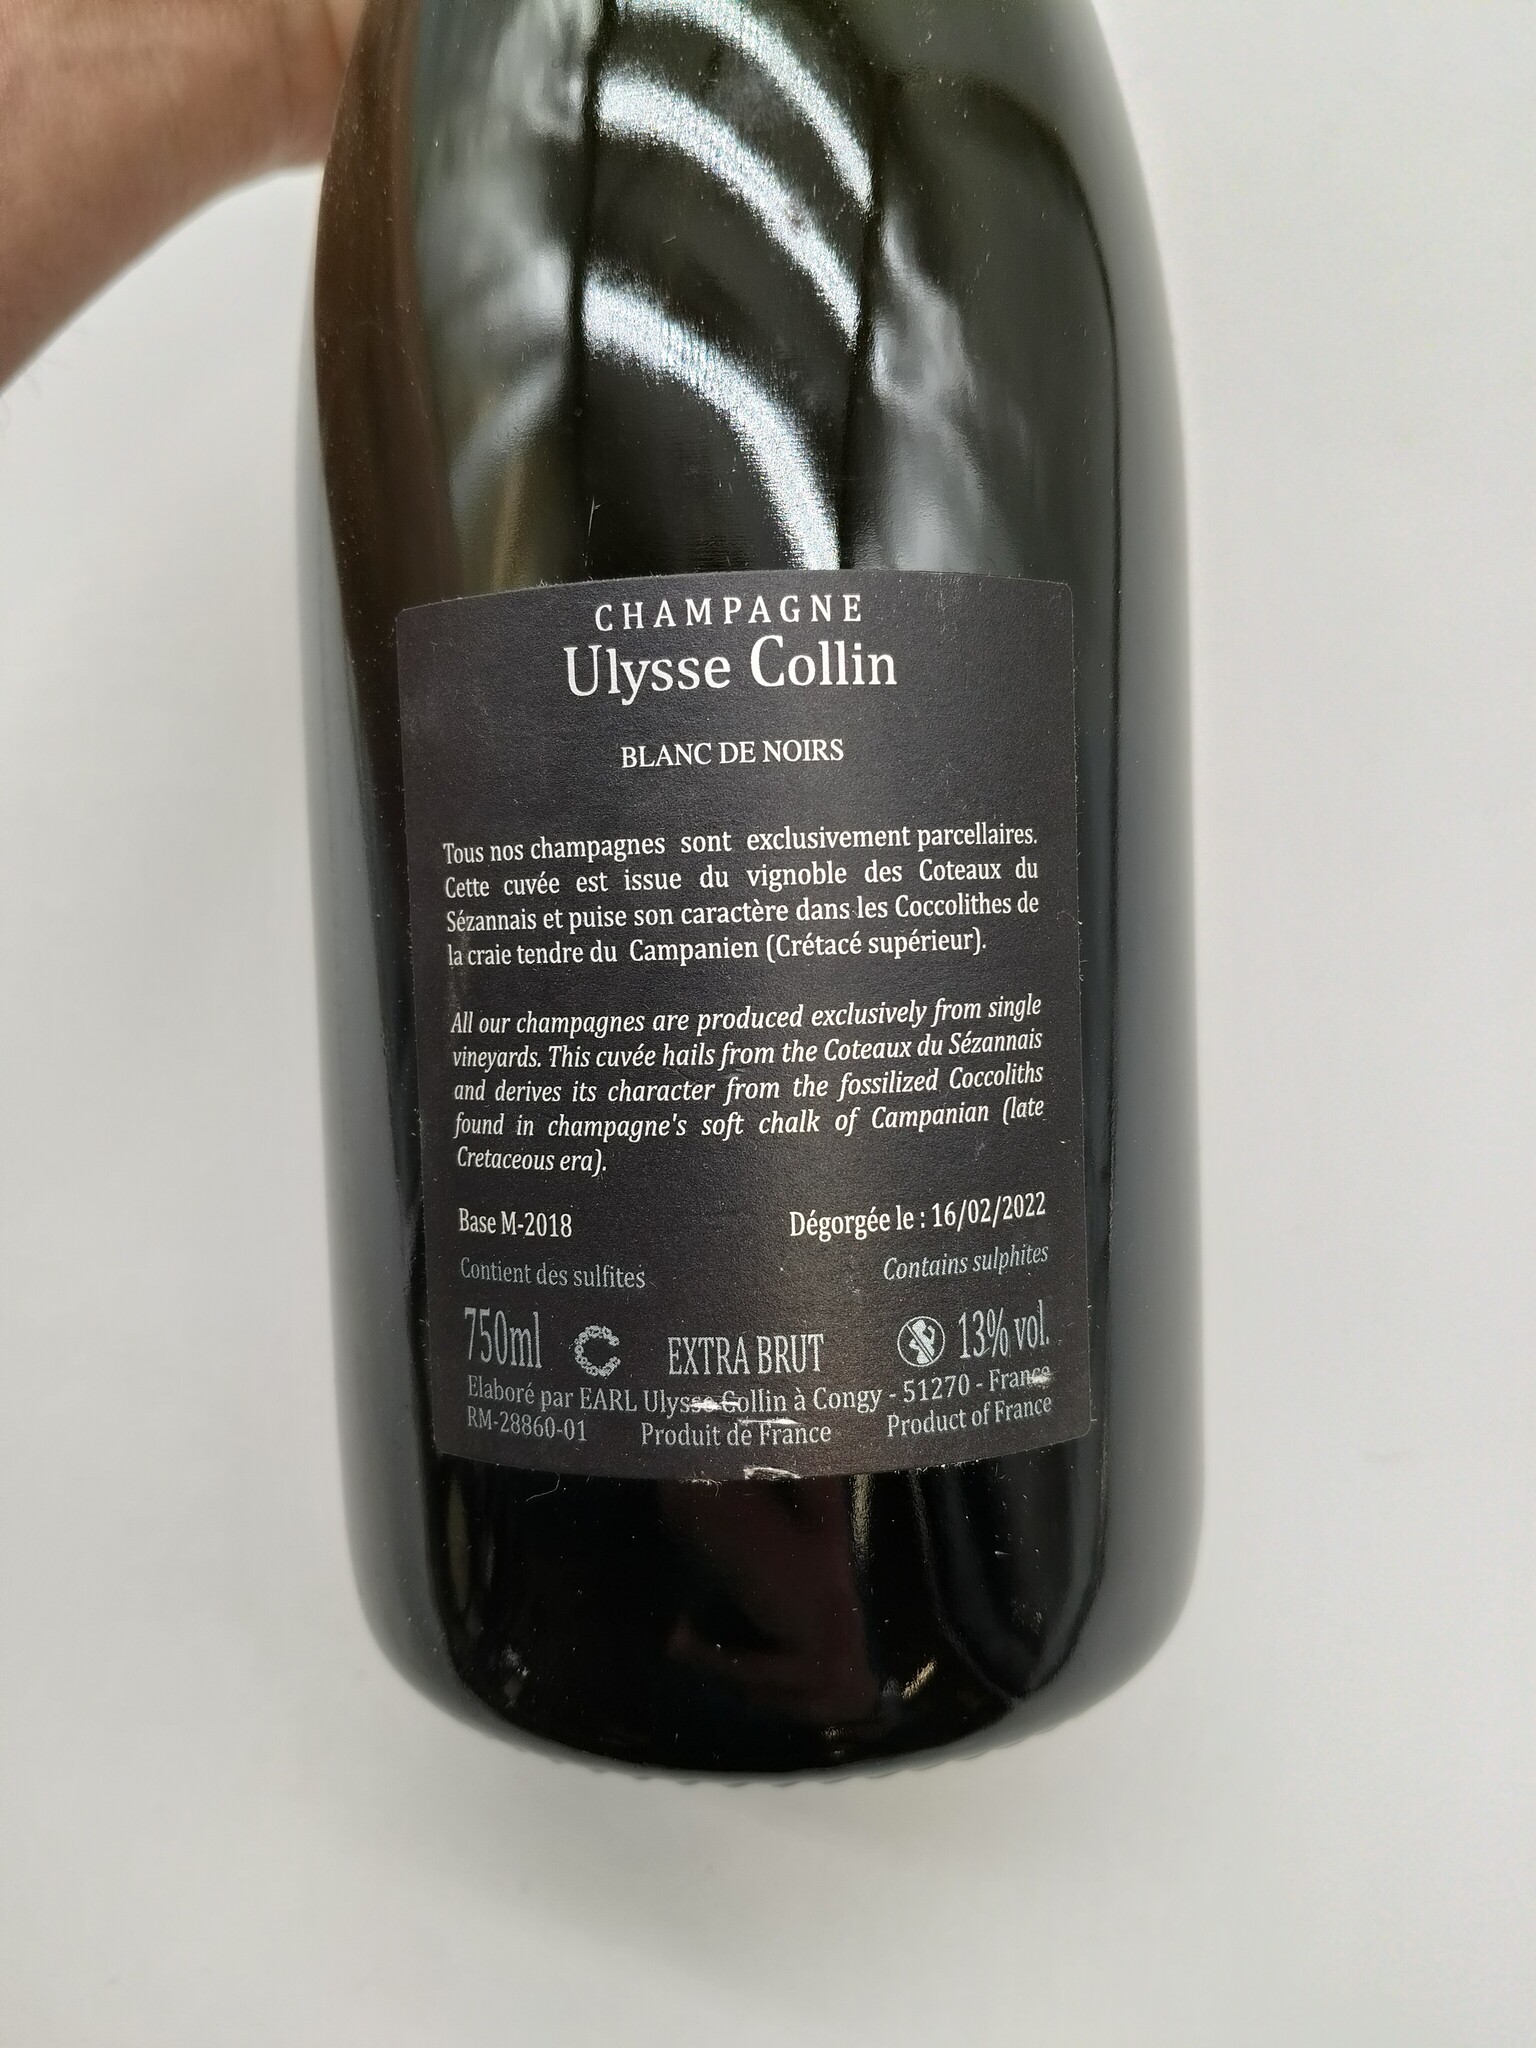 CHAMPAGNE
Ulysse Collin
BLANC DE NOIRS
Tous nos champagnes sont exclusivement parcellaires.
Cette cuvée est issue du vignoble des Coteaux du
Sézannais et puise son caractère dans les Coccolithes de
la craie tendre du Campanien (Crétacé supérieur).
All our champagnes are produced exclusively from single
vineyards. This cuvée hails from the Coteaux du Sézannais
and derives its character from the fossilized Coccoliths
found in champagne's soft chalk of Campanian (late
Cretaceous era).
Base M-2018 Dégorgée le : 16/02/2022
Contient des sulfites Contains sulphites
750ml EXTRA BRUT 13% vol.
Elaboré par EARL Ulysse Collin à Congy - 51270 - France
RM-28860-01 Produit de France Product of France